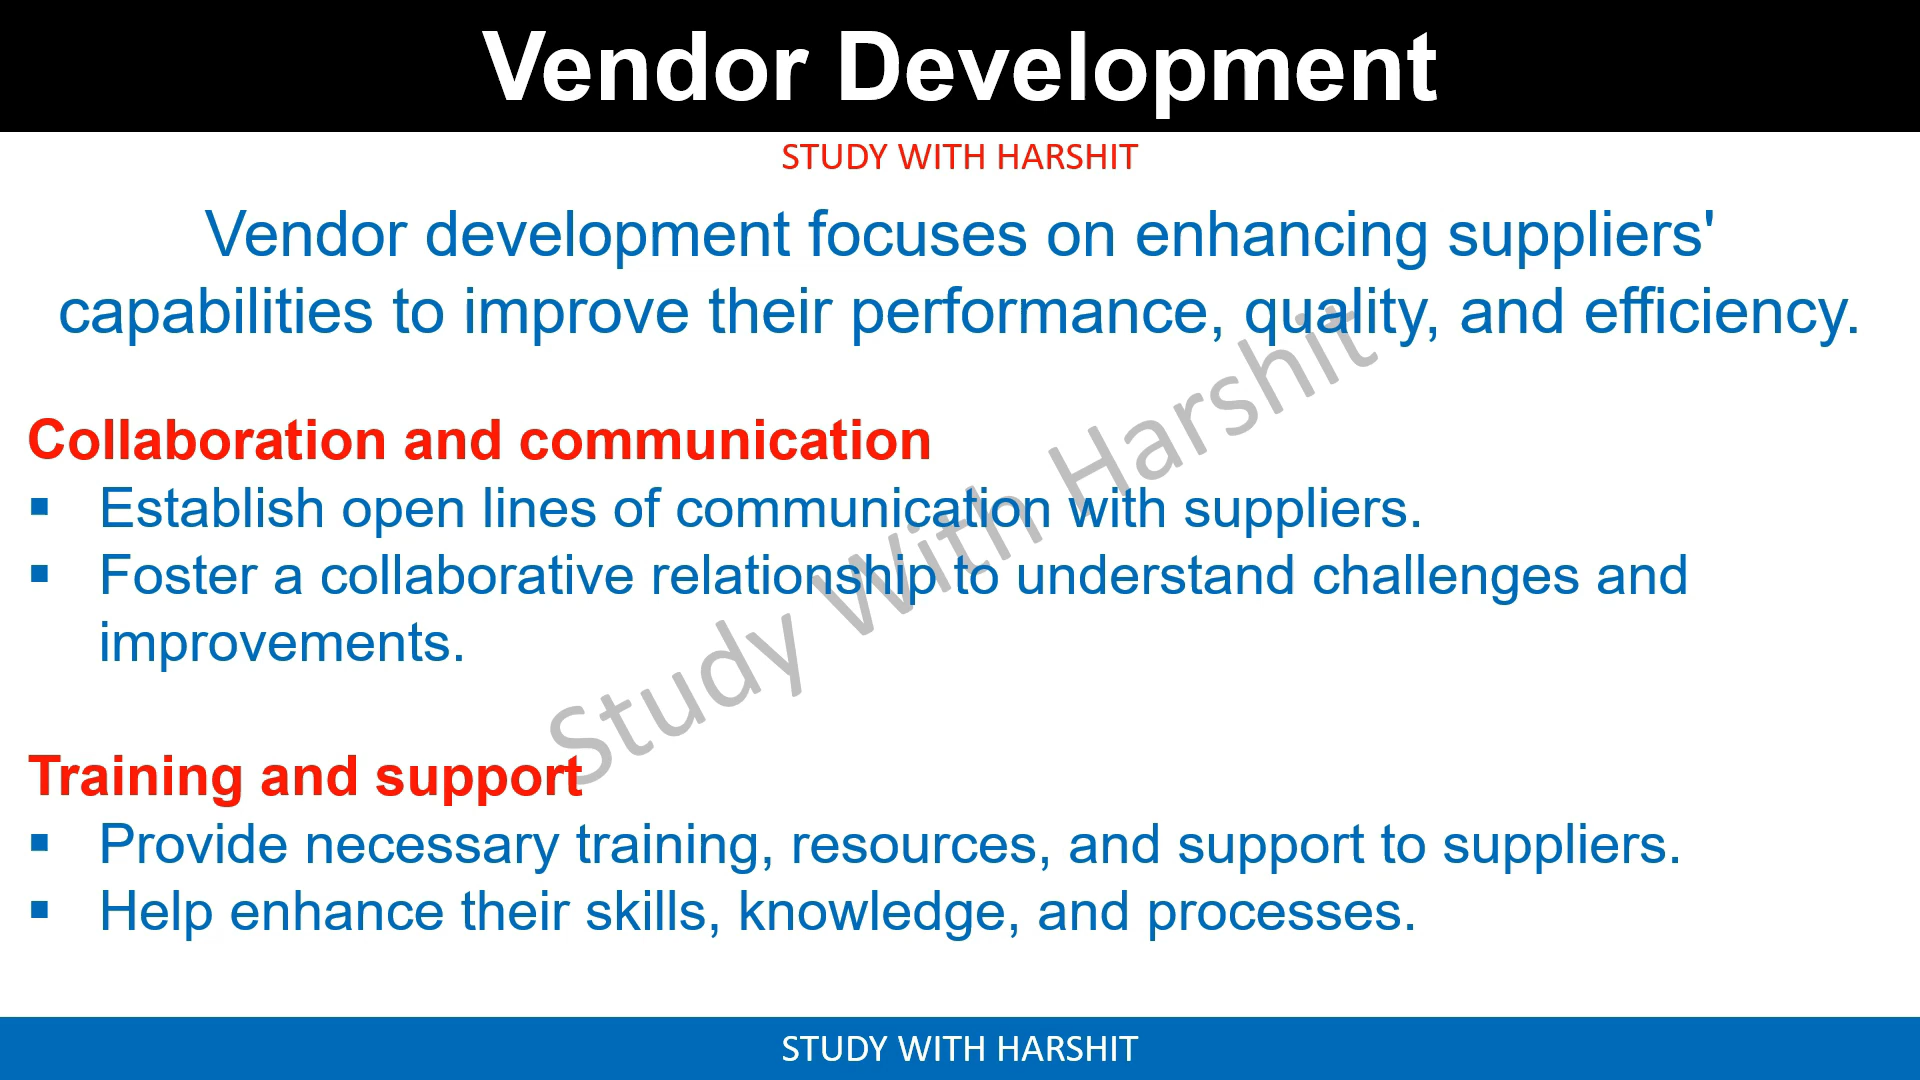 Vendor Development
STUDY WITH HARSHIT
Vendor development focuses on enhancing suppliers'
capabilities to improve their performance, quality, and efficiency.
Collaboration and communication
▪ Establish open lines of communication with suppliers.
▪ Foster a collaborative relationship to understand challenges and
improvements.
Study With Harshit
Training and support
▪ Provide necessary training, resources, and support to suppliers.
▪ Help enhance their skills, knowledge, and processes.
STUDY WITH HARSHIT